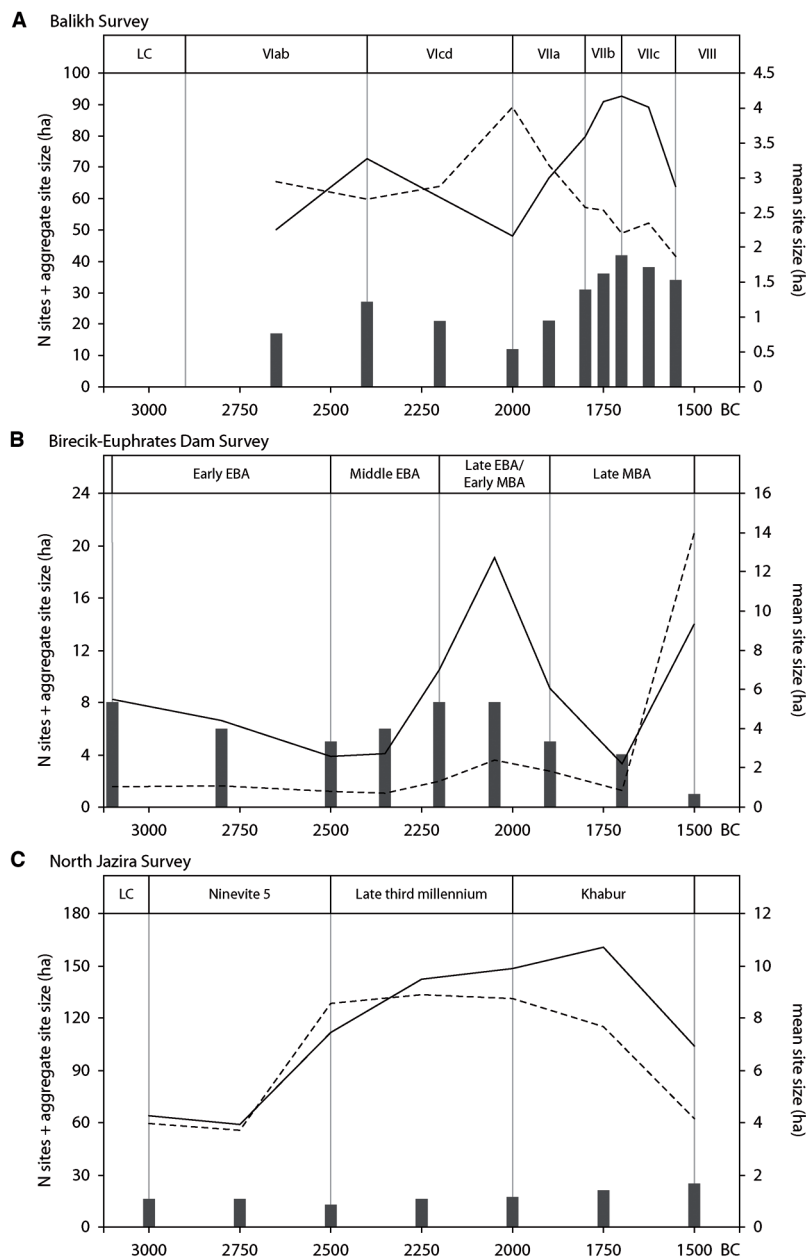 A Balikh Survey
LC VIab VIcd VIIa VIIb VIIc VIII
100 4.5
90 4
80 3.5
70 3
60 2.5
50 2
40 1.5
30 1
20 0.5
10 0
0
N sites + aggregate site size (ha)
mean site size (ha)
3000 2750 2500 2250 2000 1750 1500 BC
B Birecik-Euphrates Dam Survey
Early EBA Middle EBA Late EBA/
Early MBA Late MBA
24 16
20 14
16 12
12 10
8 8
4 6
0 4
2
0
N sites + aggregate site size (ha)
mean site size (ha)
3000 2750 2500 2250 2000 1750 1500 BC
C North Jazira Survey
LC Ninevite 5 Late third millennium Khabur
180 12
150 10
120 8
90 6
60 4
30 2
0 0
N sites + aggregate site size (ha)
mean site size (ha)
3000 2750 2500 2250 2000 1750 1500 BC